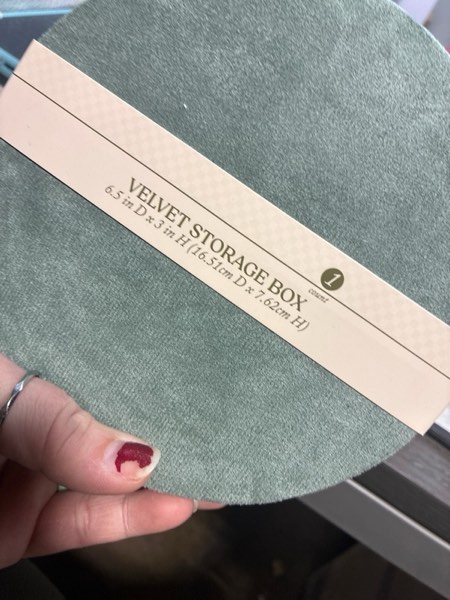 VELVET STORAGE BOX
6.5 in D x 3 in H (16.51cm D x 7.62cm H)
1
count